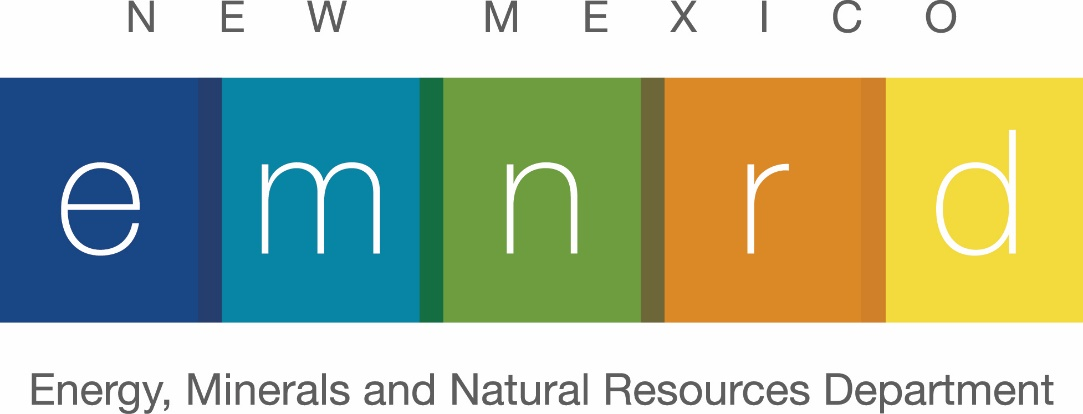 NEW MEXICO
emnrd
Energy, Minerals and Natural Resources Department